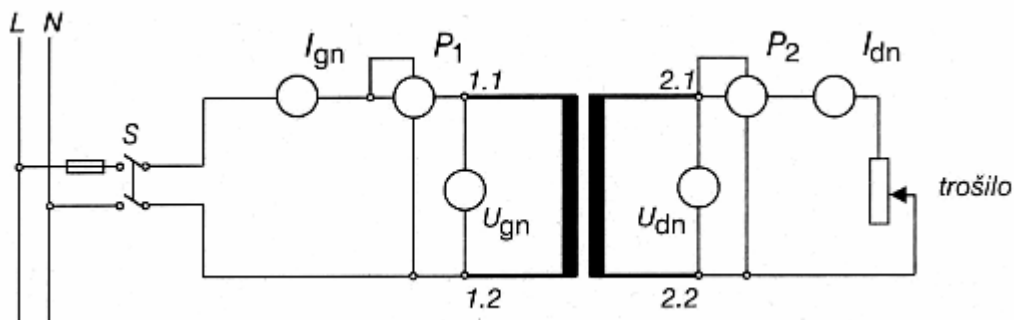 L N
I_gn P_1 P_2 I_dn
1.1 2.1
S
trošilo
U_gn U_dn
1.2 2.2